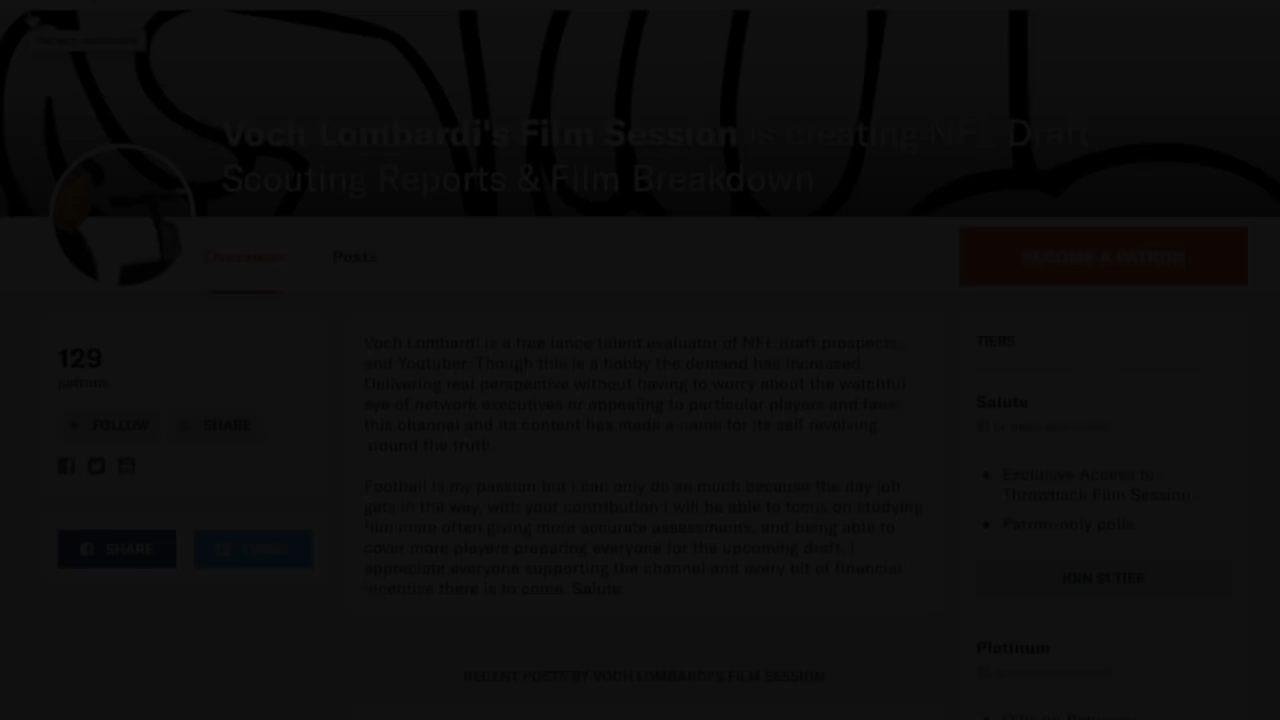 Voch Lombardi's Film Session is creating NFL Draft
Scouting Reports & Film Breakdown
Overview
Posts
BECOME A PATRON
129
patrons
FOLLOW
SHARE
SHARE
Voch Lombardi is a free lance talent evaluator of NFL draft prospects,
and Youtuber. Though this is a hobby the demand has increased.
Delivering real perspective without having to worry about the watchful
eye of network executives or appealing to particular players and fans
this channel and its content has made a name for its self revolving
around the truth.
Football is my passion but i can only do so much because the day job
gets in the way, with your contribution I will be able to focus on studying
film more often giving more accurate assessments, and being able to
cover more players preparing everyone for the upcoming draft. I
appreciate everyone supporting the channel and every bit of financial
incentive there is to come. Salute
RECENT POSTS BY VOCH LOMBARDI'S FILM SESSION
TIERS
Salute
Exclusive Access to
Throwback Film Session
Patron-only polls
JOIN $1 TIER
Platinum